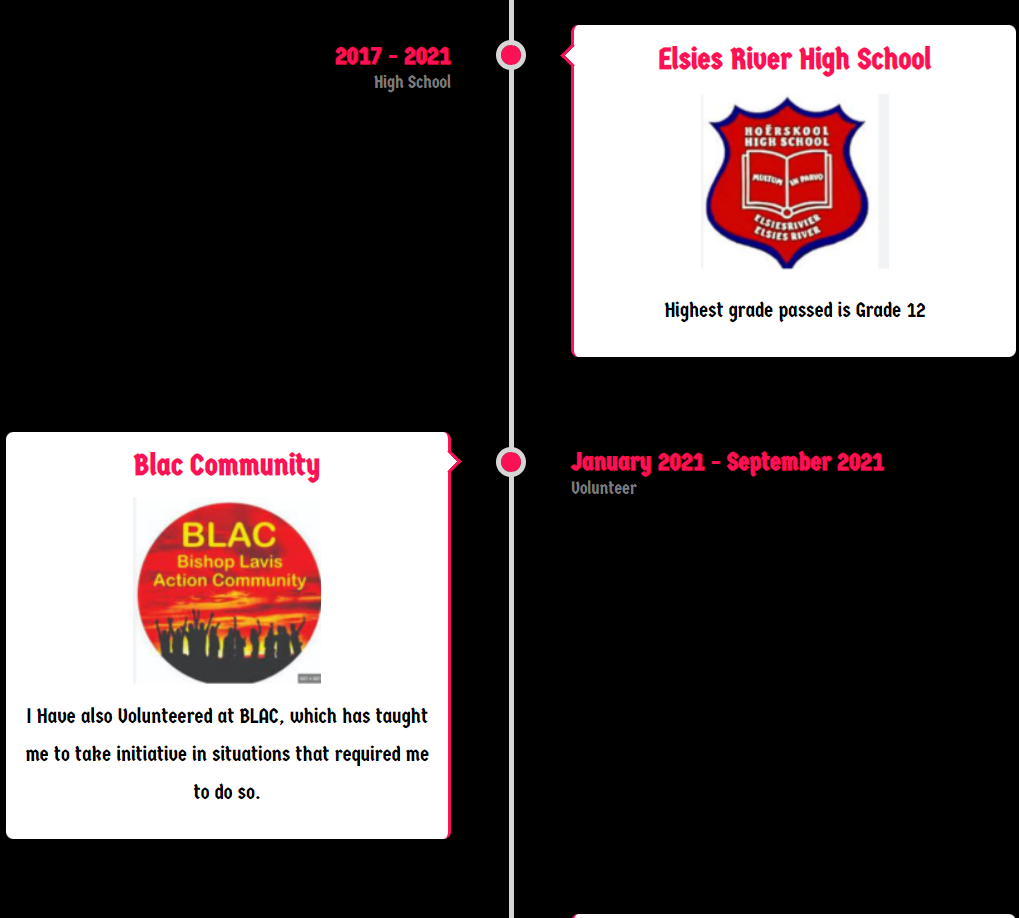 2017 - 2021
High School
Elsies River High School
HOËRSKOOL
HIGH SCHOOL
MULTUM IN PARVO
ELSIESRIVIER
ELSIES RIVER
Highest grade passed is Grade 12
Blac Community
BLAC
Bishop Lavis
Action Community
I Have also Volunteered at BLAC, which has taught
me to take initiative in situations that required me
to do so.
January 2021 - September 2021
Volunteer